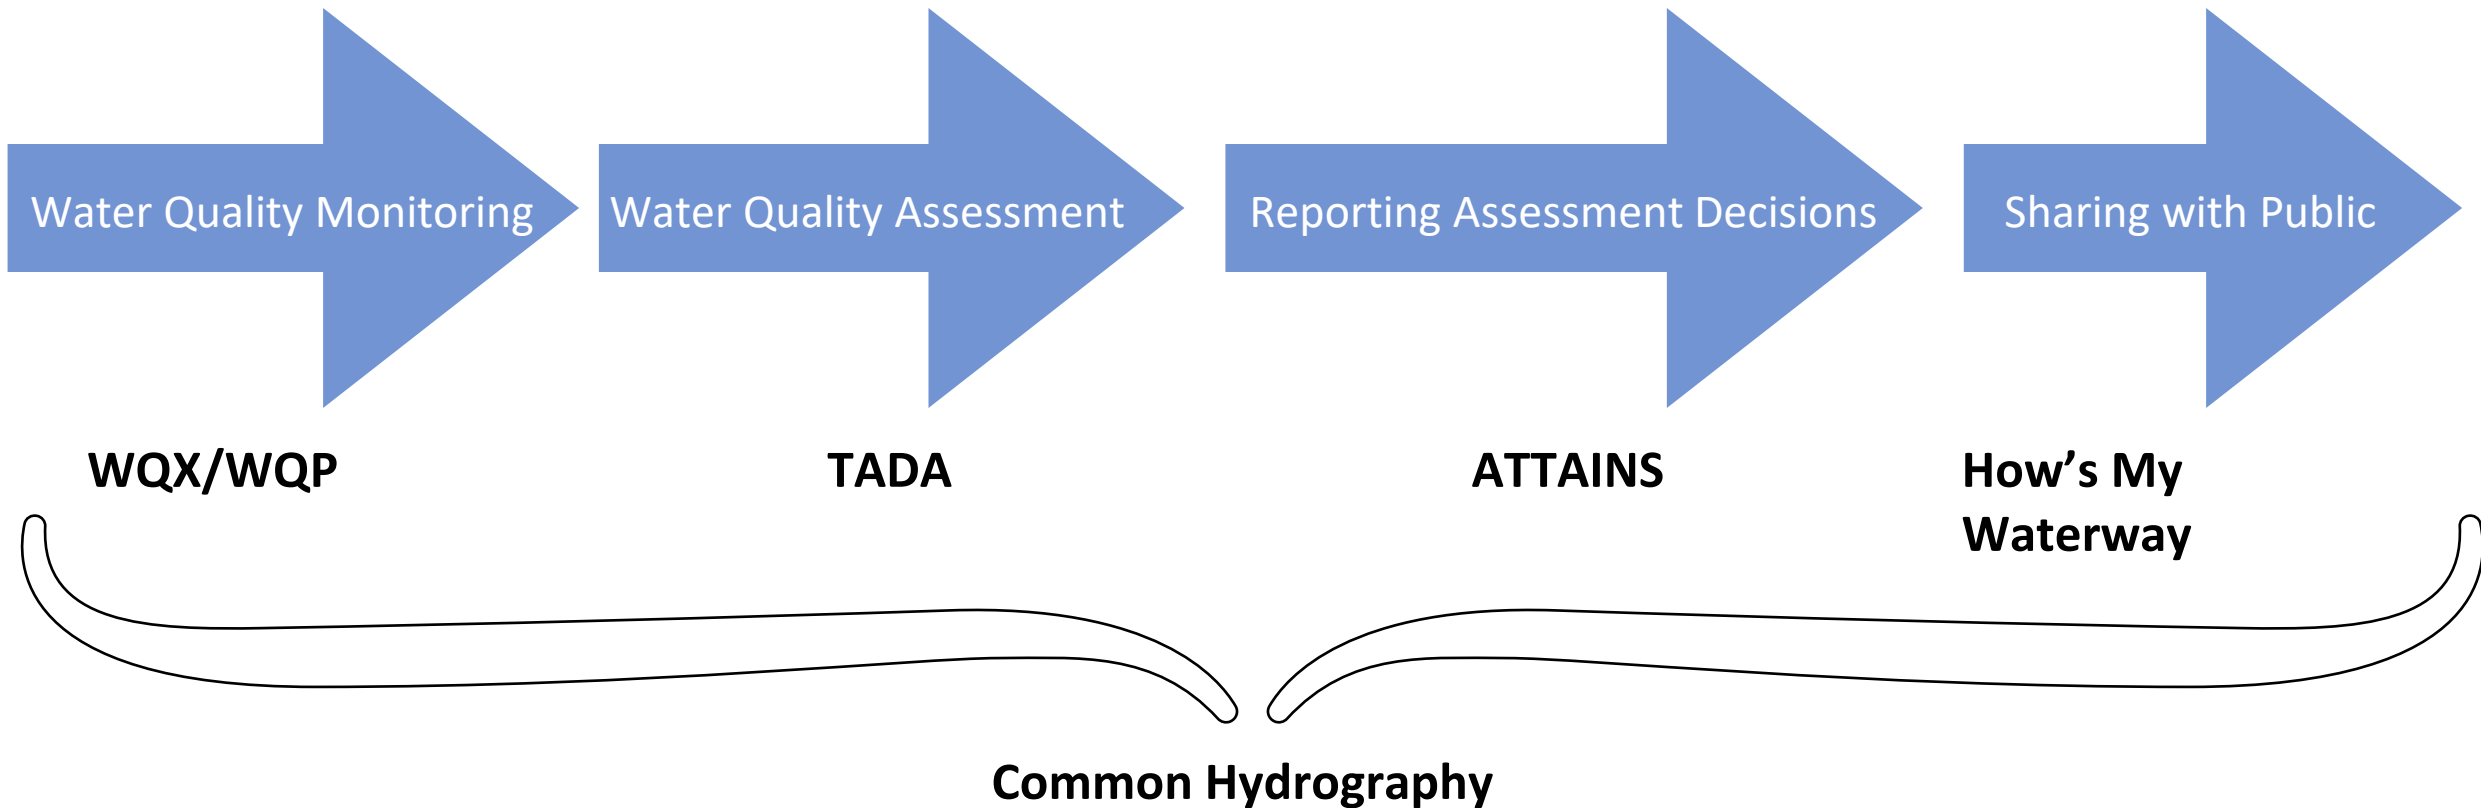 Water Quality Monitoring
Water Quality Assessment
Reporting Assessment Decisions
Sharing with Public
WQX/WQP
TADA
ATTAINS
How’s My
Waterway
Common Hydrography